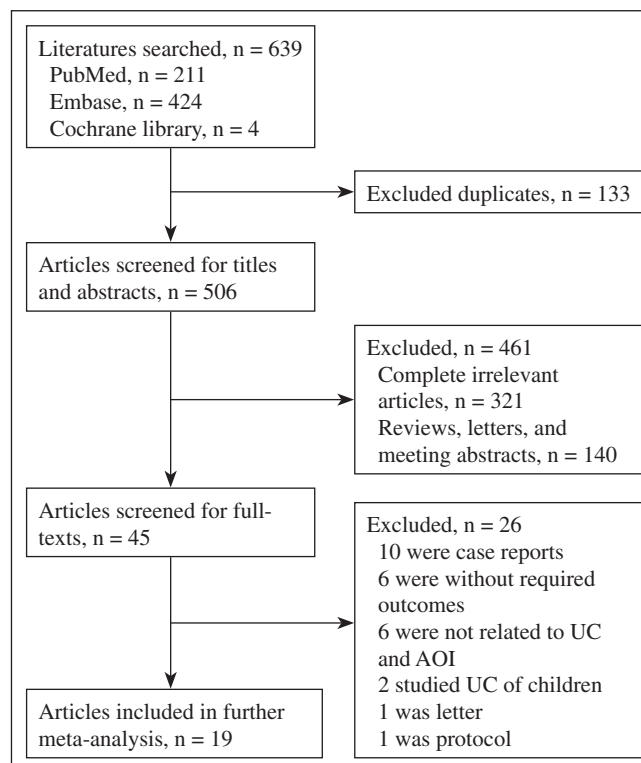 Literatures searched, n = 639
PubMed, n = 211
Embase, n = 424
Cochrane library, n = 4
Excluded duplicates, n = 133
Articles screened for titles
and abstracts, n = 506
Excluded, n = 461
Complete irrelevant
articles, n = 321
Reviews, letters, and
meeting abstracts, n = 140
Articles screened for full-
texts, n = 45
Excluded, n = 26
10 were case reports
6 were without required
outcomes
6 were not related to UC
and AOI
2 studied UC of children
1 was letter
1 was protocol
Articles included in further
meta-analysis, n = 19